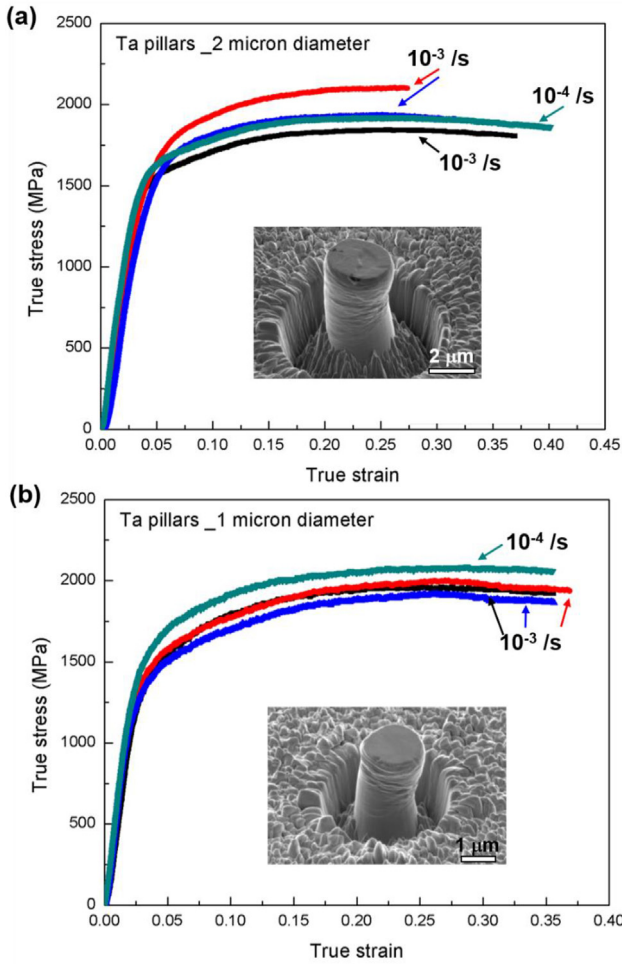 (a)
Ta pillars _2 micron diameter
10⁻³ /s
10⁻⁴ /s
10⁻³ /s
2 μm
True stress (MPa)
2500
2000
1500
1000
500
0
0.00 0.05 0.10 0.15 0.20 0.25 0.30 0.35 0.40 0.45
True strain
(b)
Ta pillars _1 micron diameter
10⁻⁴ /s
10⁻³ /s
1 μm
True stress (MPa)
2500
2000
1500
1000
500
0
0.00 0.05 0.10 0.15 0.20 0.25 0.30 0.35 0.40
True strain